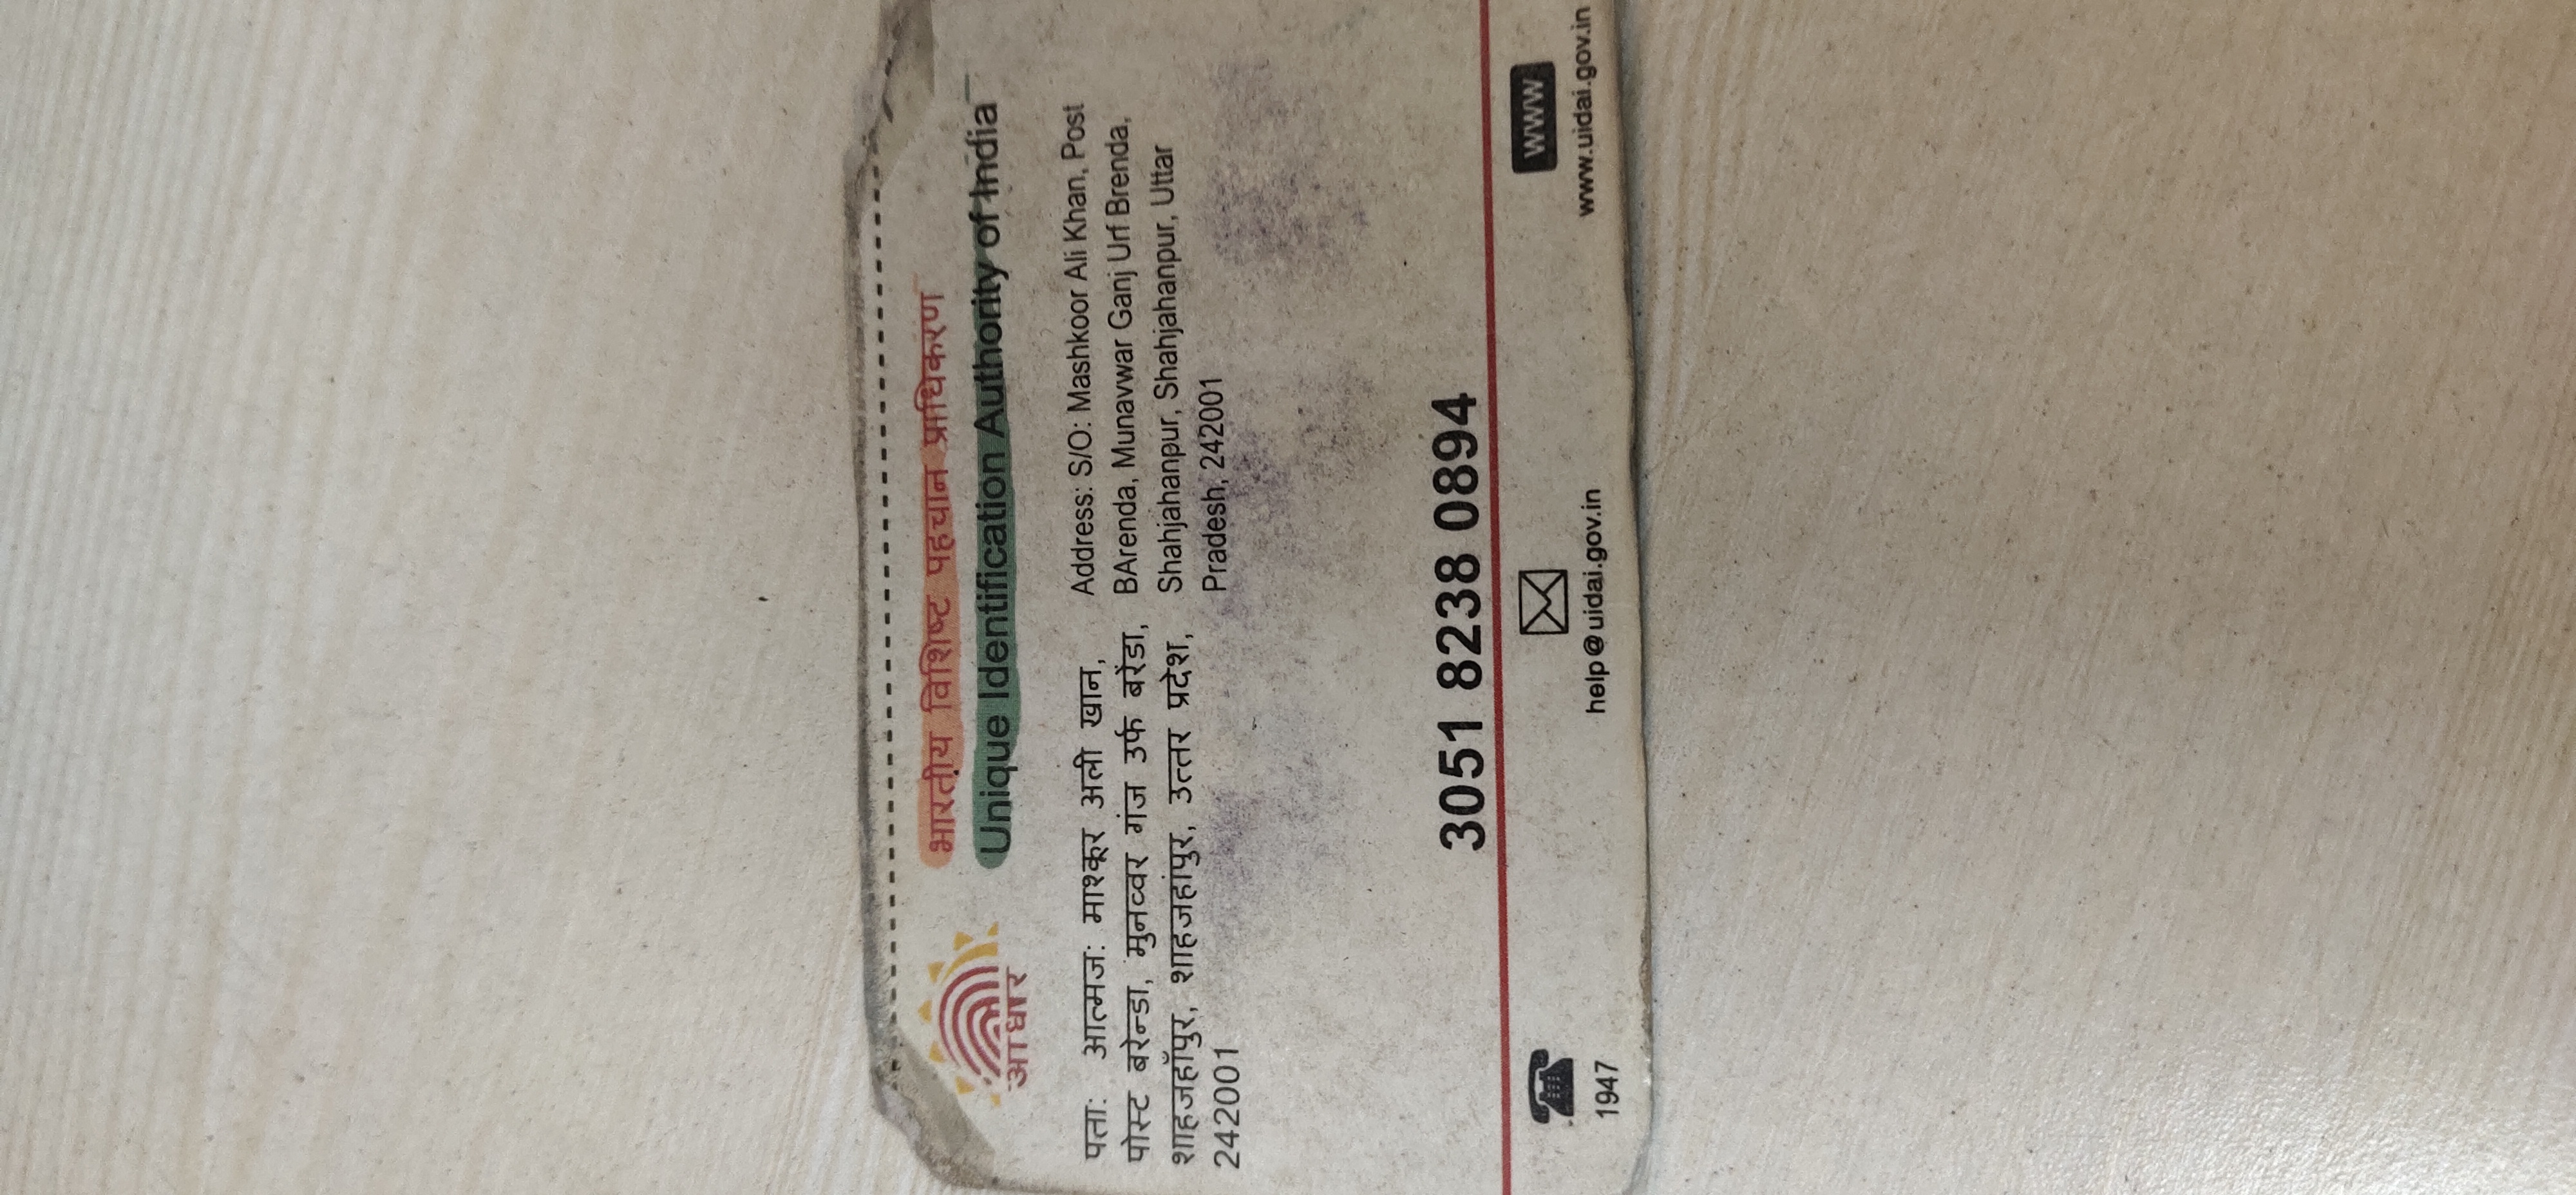 भारतीय विशिष्ट पहचान प्राधिकरण
Unique Identification Authority of India
आधार
पता: आत्मज: माश्कूर अली खान,
पोस्ट बरेन्डा, मुनव्वर गंज उर्फ बरेंडा,
शाहजहाँपुर, शाहजहांपुर, उत्तर प्रदेश,
242001
Address: S/O: Mashkoor Ali Khan, Post
BArenda, Munavwar Ganj Urf Brenda,
Shahjahanpur, Shahjahanpur, Uttar
Pradesh, 242001
3051 8238 0894
1947
help@uidai.gov.in
www
www.uidai.gov.in